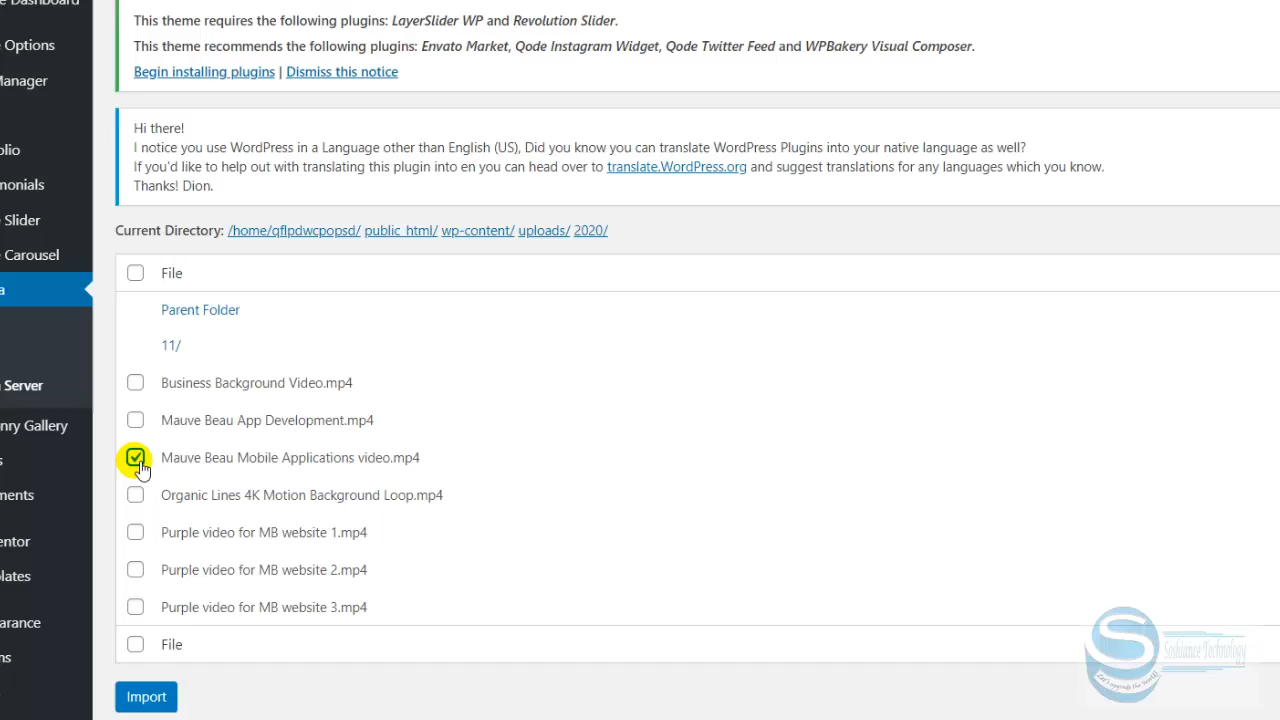 Dashboard
Options
Manager
olio
monials
Slider
Carousel
a
Server
nry Gallery
s
ments
entor
lates
arance
ns
This theme requires the following plugins: LayerSlider WP and Revolution Slider.
This theme recommends the following plugins: Envato Market, Qode Instagram Widget, Qode Twitter Feed and WPBakery Visual Composer.
Begin installing plugins | Dismiss this notice
Hi there!
I notice you use WordPress in a Language other than English (US), Did you know you can translate WordPress Plugins into your native language as well?
If you'd like to help out with translating this plugin into en you can head over to translate.WordPress.org and suggest translations for any languages which you know.
Thanks! Dion.
Current Directory: /home/qflpdwcpopsd/ public_html/ wp-content/ uploads/ 2020/
File
Parent Folder
11/
Business Background Video.mp4
Mauve Beau App Development.mp4
Mauve Beau Mobile Applications video.mp4
Organic Lines 4K Motion Background Loop.mp4
Purple video for MB website 1.mp4
Purple video for MB website 2.mp4
Purple video for MB website 3.mp4
File
Import
S
Soshiance Technology
Let's upgrade the World!